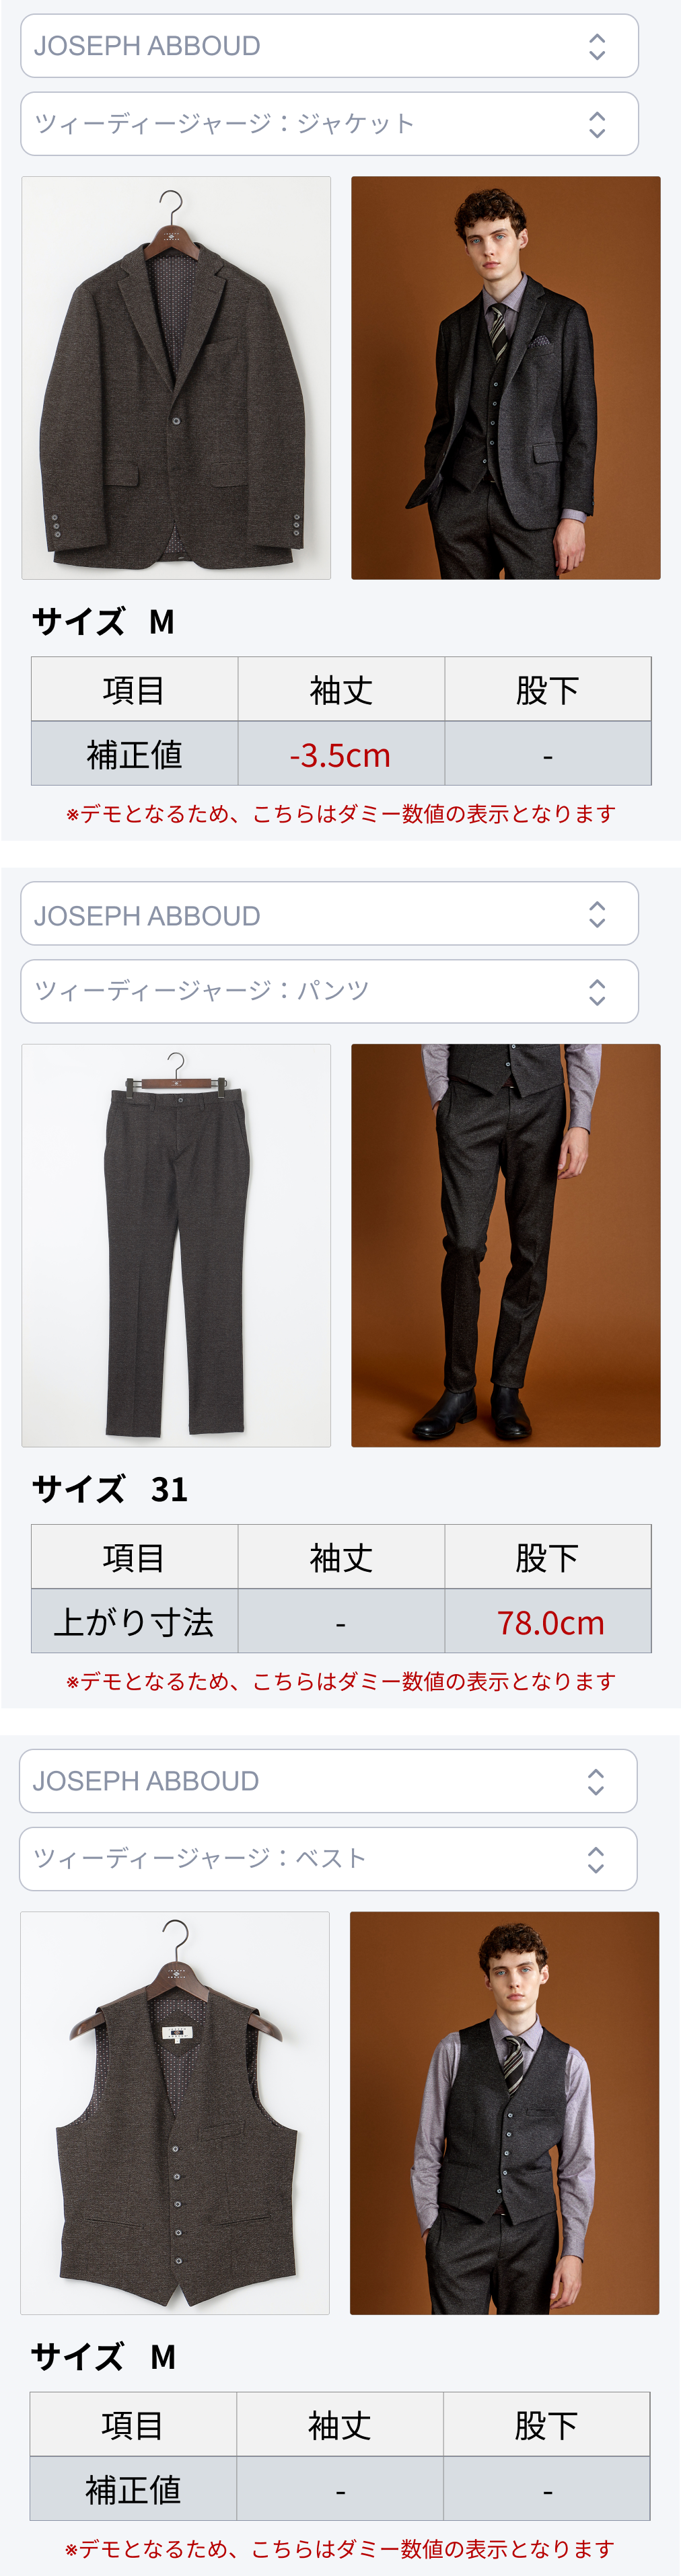 JOSEPH ABBOUD
ツィーディージャージ：ジャケット
サイズ M
項目 袖丈 股下
補正値 -3.5cm -
※デモとなるため、こちらはダミー数値の表示となります
JOSEPH ABBOUD
ツィーディージャージ：パンツ
サイズ 31
項目 袖丈 股下
上がり寸法 - 78.0cm
※デモとなるため、こちらはダミー数値の表示となります
JOSEPH ABBOUD
ツィーディージャージ：ベスト
サイズ M
項目 袖丈 股下
補正値 - -
※デモとなるため、こちらはダミー数値の表示となります